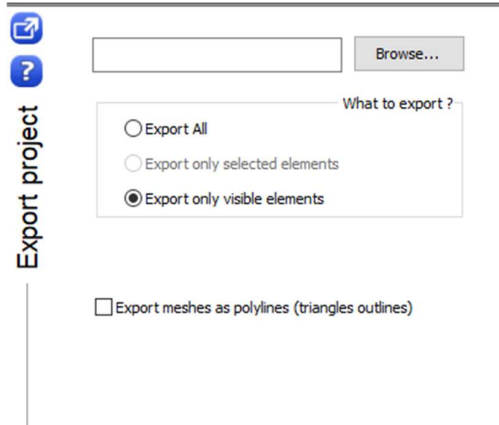 ?
Export project
Browse...
What to export ?
Export All
Export only selected elements
Export only visible elements
Export meshes as polylines (triangles outlines)